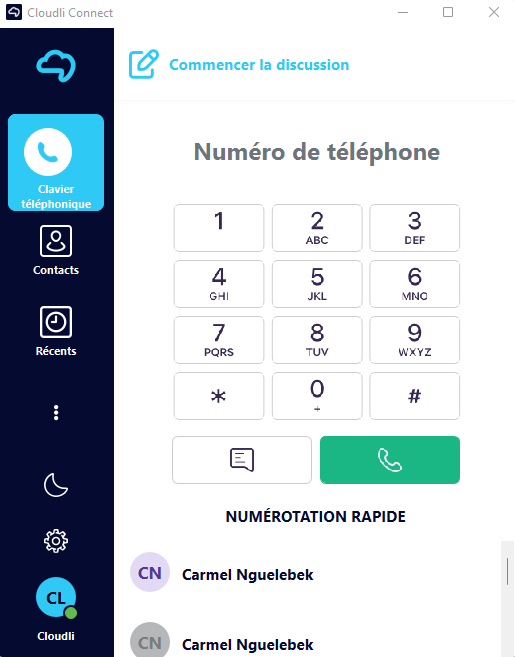 Cloudli Connect
Commencer la discussion
Clavier
téléphonique
Contacts
Récents
Numéro de téléphone
1
2
ABC
3
DEF
4
GHI
5
JKL
6
MNO
7
PQRS
8
TUV
9
WXYZ
*
0
+
#
NUMÉROTATION RAPIDE
CN
Carmel Nguelebek
CN
Carmel Nguelebek
CL
Cloudli